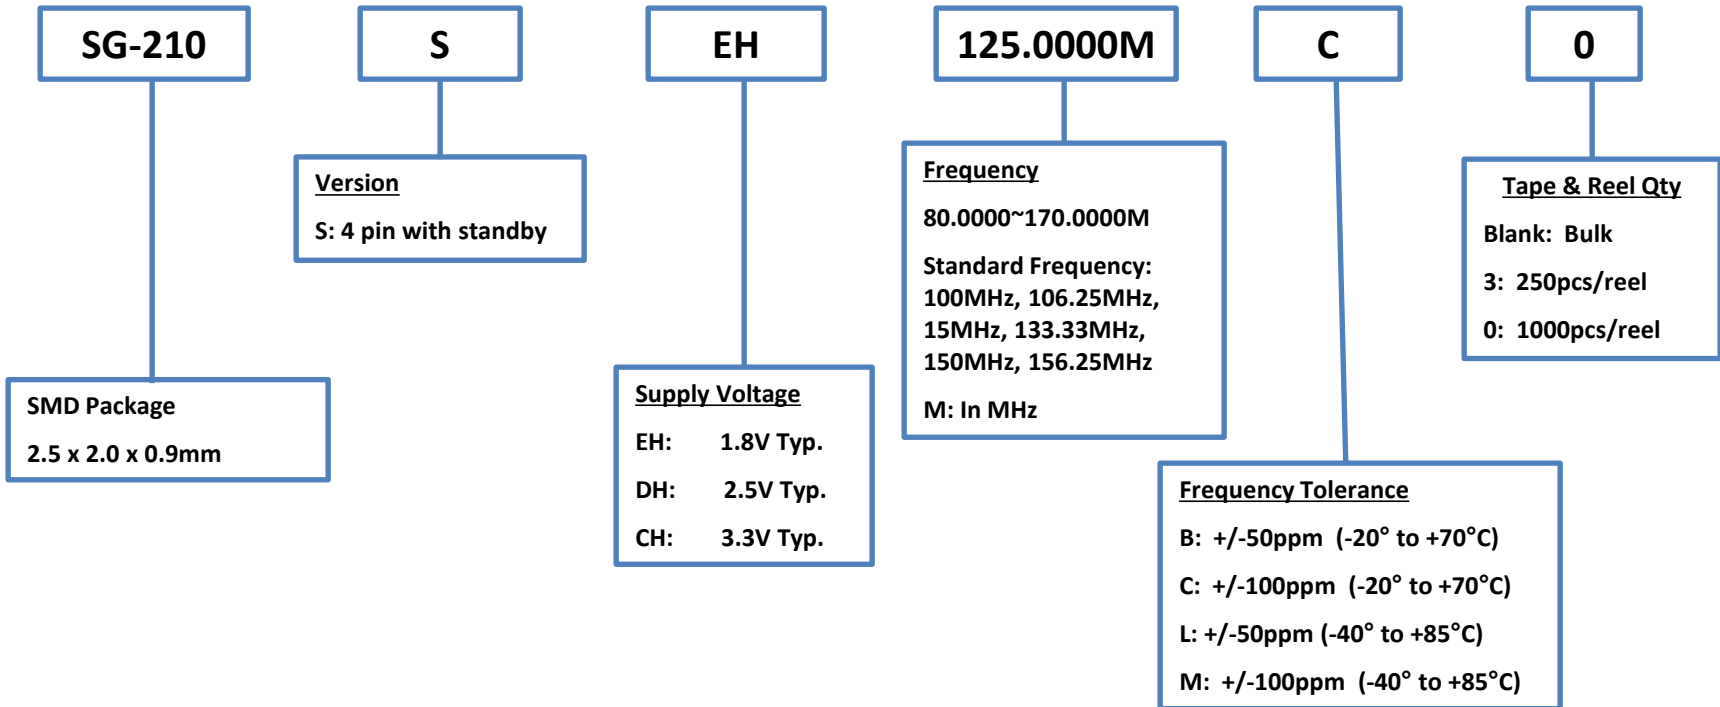 SG-210
S
EH
125.0000M
C
0
SMD Package
2.5 x 2.0 x 0.9mm
Version
S: 4 pin with standby
Supply Voltage
EH: 1.8V Typ.
DH: 2.5V Typ.
CH: 3.3V Typ.
Frequency
80.0000~170.0000M
Standard Frequency:
100MHz, 106.25MHz,
15MHz, 133.33MHz,
150MHz, 156.25MHz
M: In MHz
Frequency Tolerance
B: +/-50ppm (-20° to +70°C)
C: +/-100ppm (-20° to +70°C)
L: +/-50ppm (-40° to +85°C)
M: +/-100ppm (-40° to +85°C)
Tape & Reel Qty
Blank: Bulk
3: 250pcs/reel
0: 1000pcs/reel